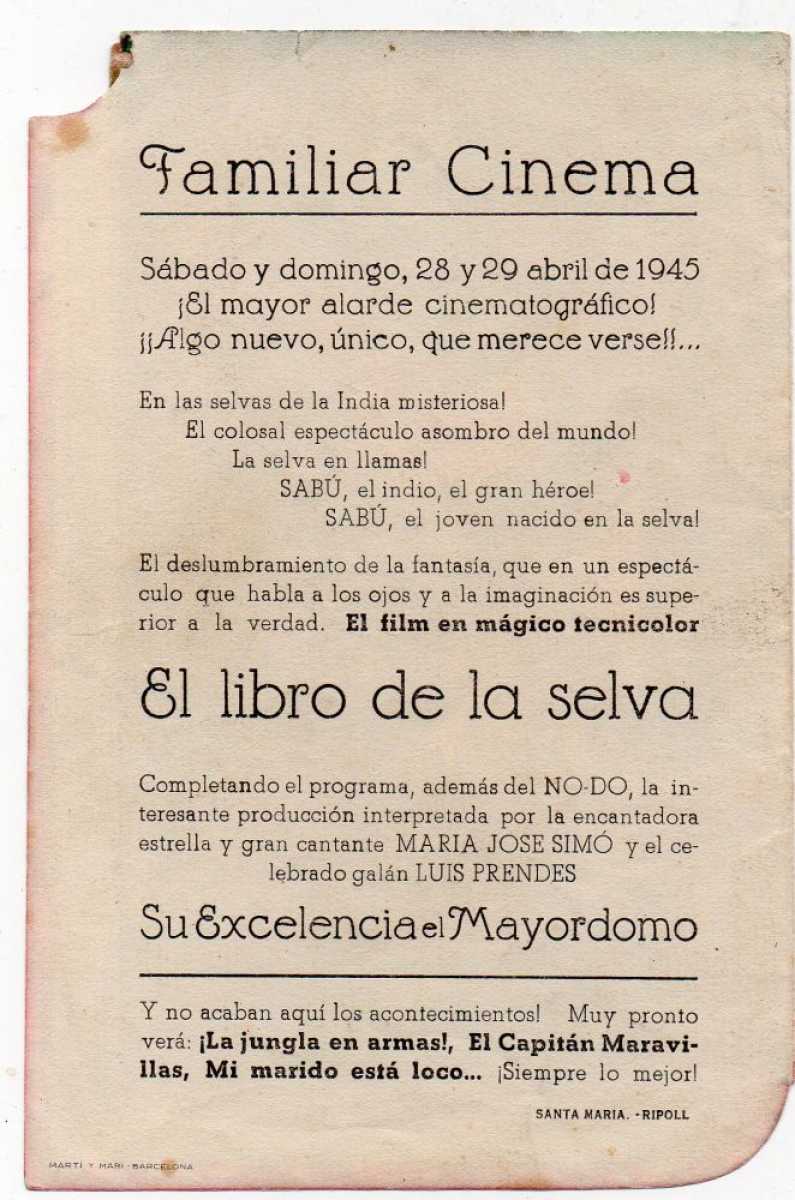 Familiar Cinema
Sábado y domingo, 28 y 29 abril de 1945
¡El mayor alarde cinematográfico!
¡¡Algo nuevo, único, que merece verse!!...
En las selvas de la India misteriosa!
El colosal espectáculo asombro del mundo!
La selva en llamas!
SABÚ, el indio, el gran héroe!
SABÚ, el joven nacido en la selva!
El deslumbramiento de la fantasía, que en un espectá-
culo que habla a los ojos y a la imaginación es supe-
rior a la verdad. El film en mágico tecnicolor
El libro de la selva
Completando el programa, además del NO-DO, la in-
teresante producción interpretada por la encantadora
estrella y gran cantante MARIA JOSE SIMÓ y el ce-
lebrado galán LUIS PRENDES
Su Excelencia el Mayordomo
Y no acaban aquí los acontecimientos! Muy pronto
verá: ¡La jungla en armas!, El Capitán Maravi-
llas, Mi marido está loco... ¡Siempre lo mejor!
SANTA MARIA. - RIPOLL
MARTÍ Y MARI - BARCELONA